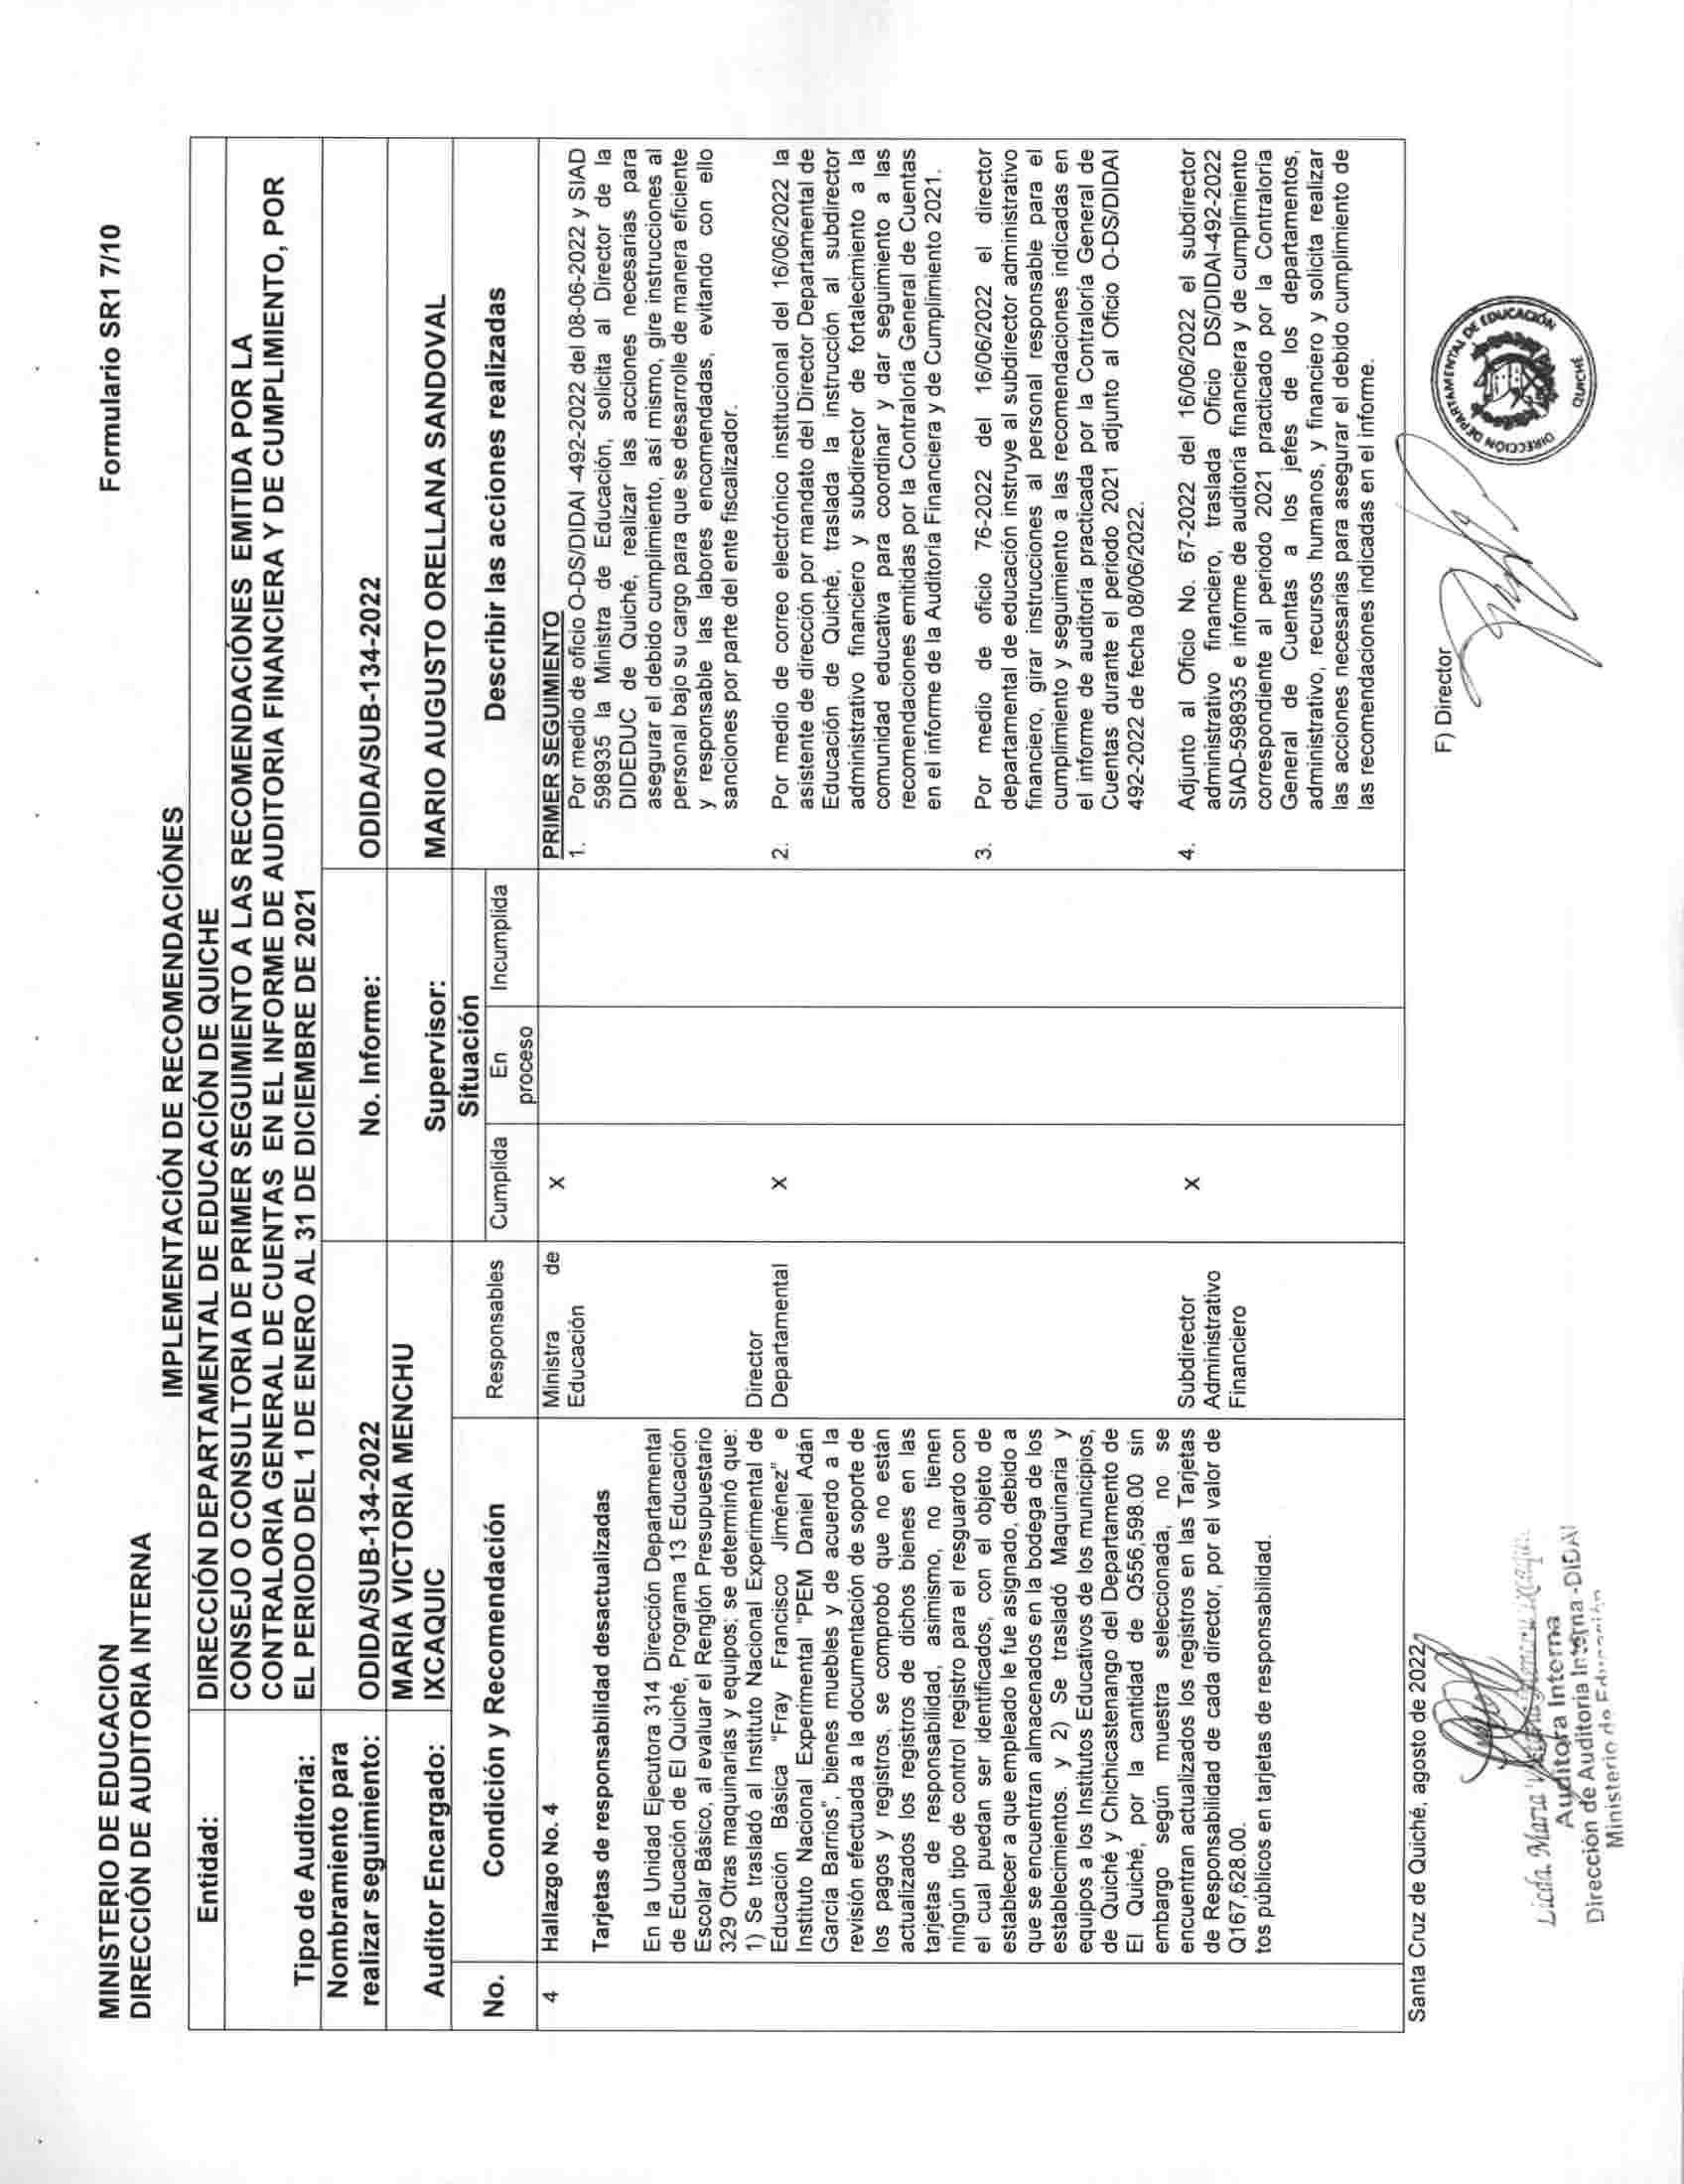 Formulario SR1 7/10
MINISTERIO DE EDUCACION
DIRECCIÓN DE AUDITORIA INTERNA
IMPLEMENTACIÓN DE RECOMENDACIÓNES
Entidad:
DIRECCIÓN DEPARTAMENTAL DE EDUCACIÓN DE QUICHE
Tipo de Auditoria:
CONSEJO O CONSULTORIA DE PRIMER SEGUIMIENTO A LAS RECOMENDACIÓNES EMITIDA POR LA
CONTRALORIA GENERAL DE CUENTAS EN EL INFORME DE AUDITORIA FINANCIERA Y DE CUMPLIMIENTO, POR
EL PERIODO DEL 1 DE ENERO AL 31 DE DICIEMBRE DE 2021
Nombramiento para
realizar seguimiento:
ODIDA/SUB-134-2022
No. Informe:
ODIDA/SUB-134-2022
Auditor Encargado:
MARIA VICTORIA MENCHU
IXCAQUIC
Supervisor:
MARIO AUGUSTO ORELLANA SANDOVAL
No.
Condición y Recomendación
Responsables
Situación
Cumplida
En
proceso
Incumplida
Describir las acciones realizadas
4
Hallazgo No. 4
Tarjetas de responsabilidad desactualizadas
En la Unidad Ejecutora 314 Dirección Departamental
de Educación de El Quiché, Programa 13 Educación
Escolar Básico, al evaluar el Renglón Presupuestario
329 Otras maquinarias y equipos; se determinó que:
1) Se trasladó al Instituto Nacional Experimental de
Educación Básica "Fray Francisco Jiménez" e
Instituto Nacional Experimental "PEM Daniel Adán
García Barrios", bienes muebles y de acuerdo a la
revisión efectuada a la documentación de soporte de
los pagos y registros, se comprobó que no están
actualizados los registros de dichos bienes en las
tarjetas de responsabilidad, asimismo, no tienen
ningún tipo de control registro para el resguardo con
el cual puedan ser identificados, con el objeto de
establecer a que empleado le fue asignado, debido a
que se encuentran almacenados en la bodega de los
establecimientos. y 2) Se trasladó Maquinaria y
equipos a los Institutos Educativos de los municipios,
de Quiché y Chichicastenango del Departamento de
El Quiché, por la cantidad de Q556,598.00 sin
embargo según muestra seleccionada, no se
encuentran actualizados los registros en las Tarjetas
de Responsabilidad de cada director, por el valor de
Q167,628.00.
tos públicos en tarjetas de responsabilidad.
Ministra de
Educación
Director
Departamental
Subdirector
Administrativo
Financiero
X
X
X
PRIMER SEGUIMIENTO
1. Por medio de oficio O-DS/DIDAI -492-2022 del 08-06-2022 y SIAD
598935 la Ministra de Educación, solicita al Director de la
DIDEDUC de Quiché, realizar las acciones necesarias para
asegurar el debido cumplimiento, así mismo, gire instrucciones al
personal bajo su cargo para que se desarrolle de manera eficiente
y responsable las labores encomendadas, evitando con ello
sanciones por parte del ente fiscalizador.
2. Por medio de correo electrónico institucional del 16/06/2022 la
asistente de dirección por mandato del Director Departamental de
Educación de Quiché, traslada la instrucción al subdirector
administrativo financiero y subdirector de fortalecimiento a la
comunidad educativa para coordinar y dar seguimiento a las
recomendaciones emitidas por la Contraloría General de Cuentas
en el informe de la Auditoria Financiera y de Cumplimiento 2021.
3. Por medio de oficio 76-2022 del 16/06/2022 el director
departamental de educación instruye al subdirector administrativo
financiero, girar instrucciones al personal responsable para el
cumplimiento y seguimiento a las recomendaciones indicadas en
el informe de auditoría practicada por la Contraloría General de
Cuentas durante el periodo 2021 adjunto al Oficio O-DS/DIDAI
492-2022 de fecha 08/06/2022.
4. Adjunto al Oficio No. 67-2022 del 16/06/2022 el subdirector
administrativo financiero, traslada Oficio DS/DIDAI-492-2022
SIAD-598935 e informe de auditoría financiera y de cumplimiento
correspondiente al periodo 2021 practicado por la Contraloría
General de Cuentas a los jefes de los departamentos,
administrativo, recursos humanos, y financiero y solicita realizar
las acciones necesarias para asegurar el debido cumplimiento de
las recomendaciones indicadas en el informe.
Santa Cruz de Quiché, agosto de 2022
F) Director
DIRECCION DEPARTAMENTAL DE EDUCACIÓN
QUICHÉ
Licda. Maria
Auditora Interna
Dirección de Auditoria Interna -DIDAI
Ministerio de Educación